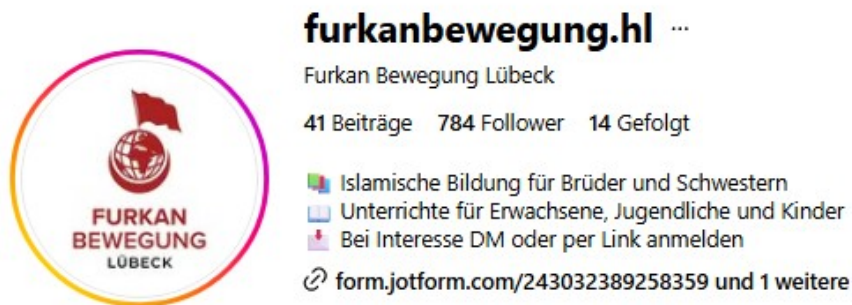 furkanbewegung.hl ...
Furkan Bewegung Lübeck
41 Beiträge 784 Follower 14 Gefolgt
Islamische Bildung für Brüder und Schwestern
Unterrichte für Erwachsene, Jugendliche und Kinder
Bei Interesse DM oder per Link anmelden
form.jotform.com/243032389258359 und 1 weitere
FURKAN
BEWEGUNG
LÜBECK